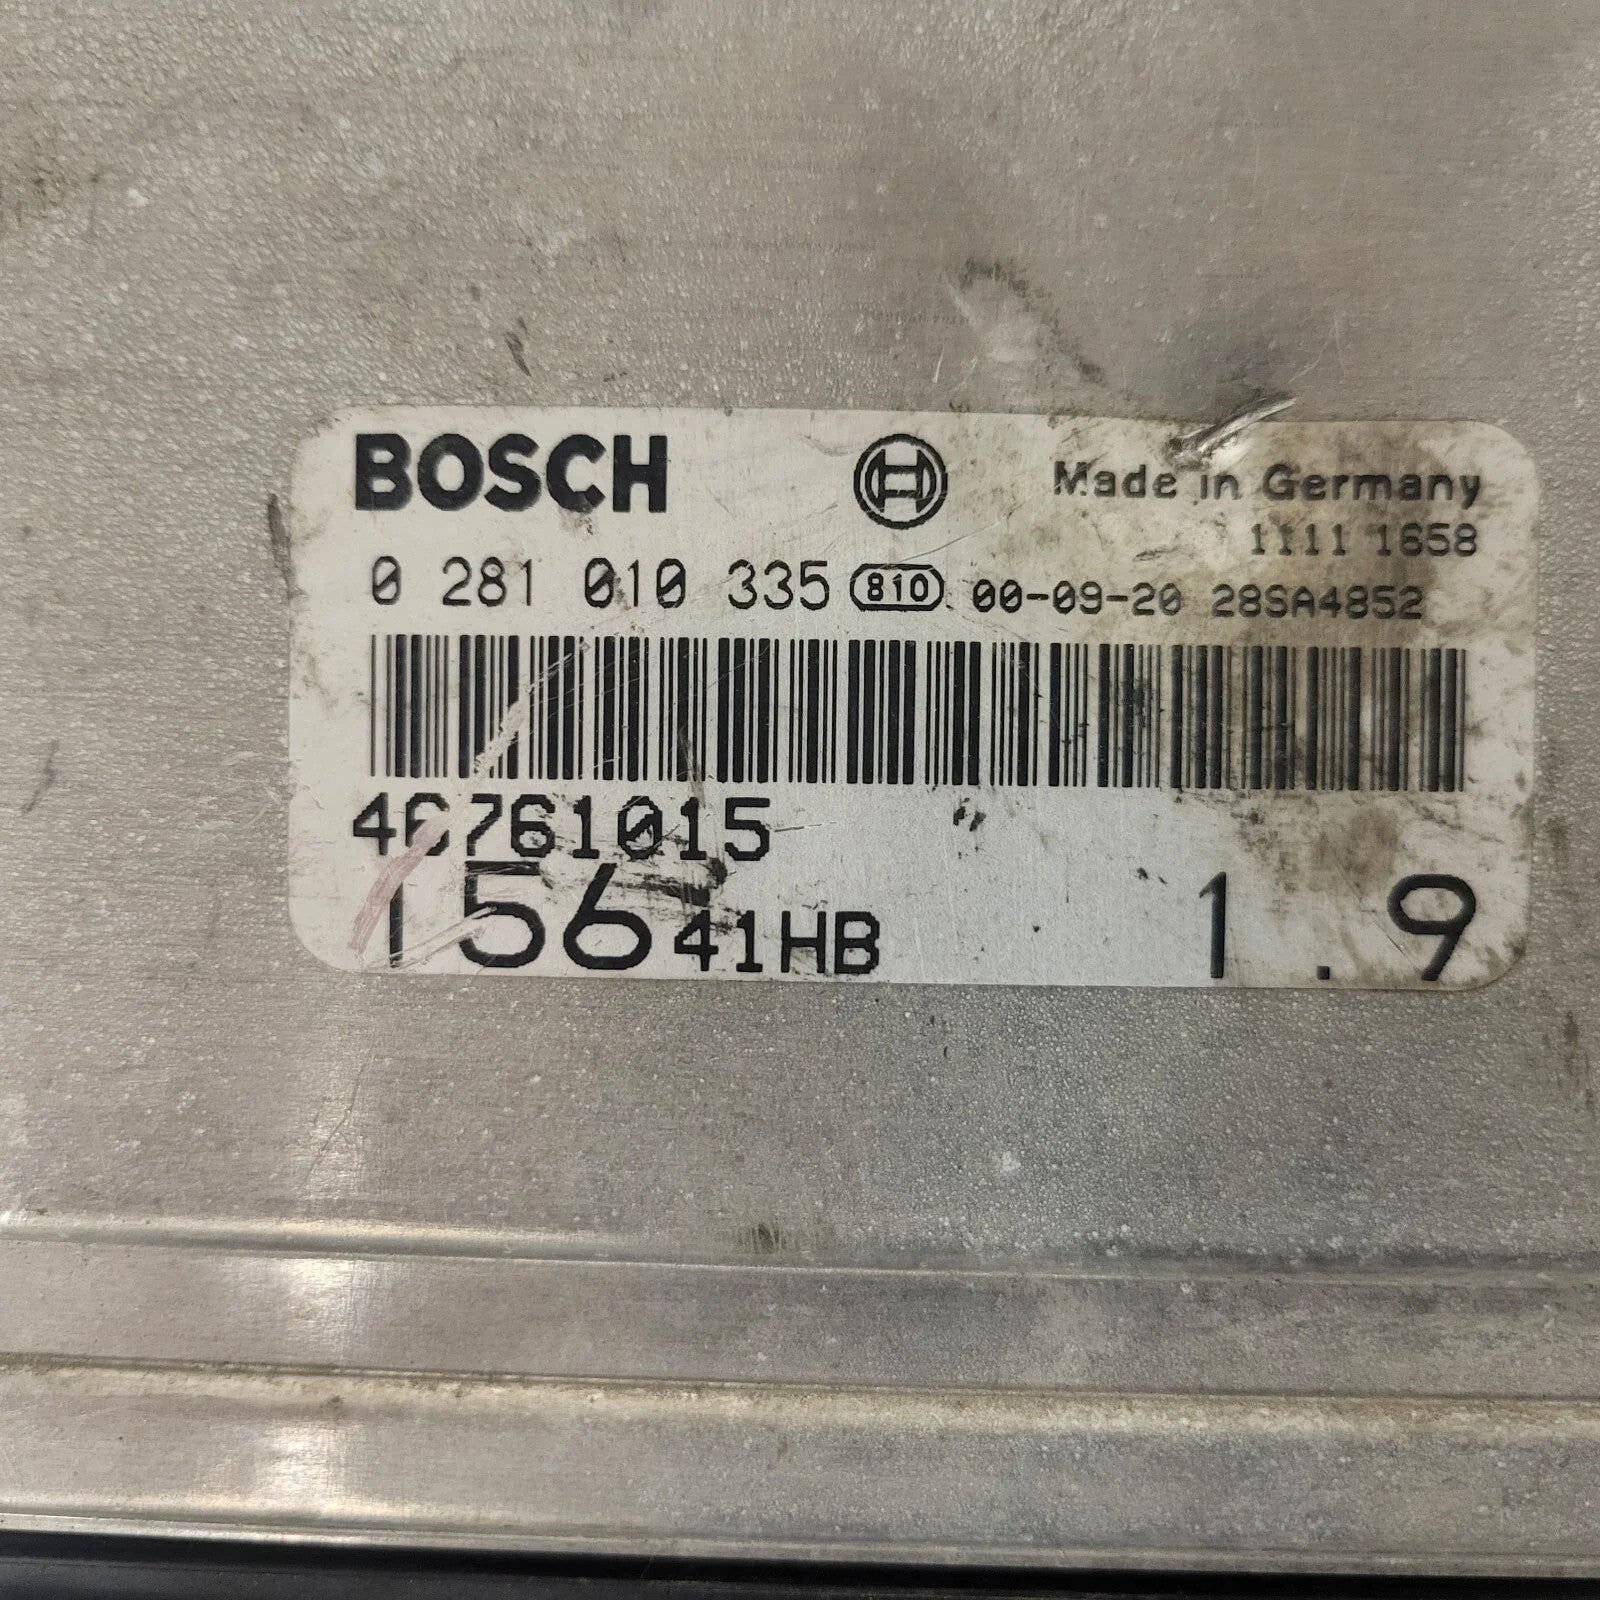 BOSCH Made in Germany
1111 1658
0 281 010 335 810 00-09-20 28SA4852
46761015
156 41HB 1.9